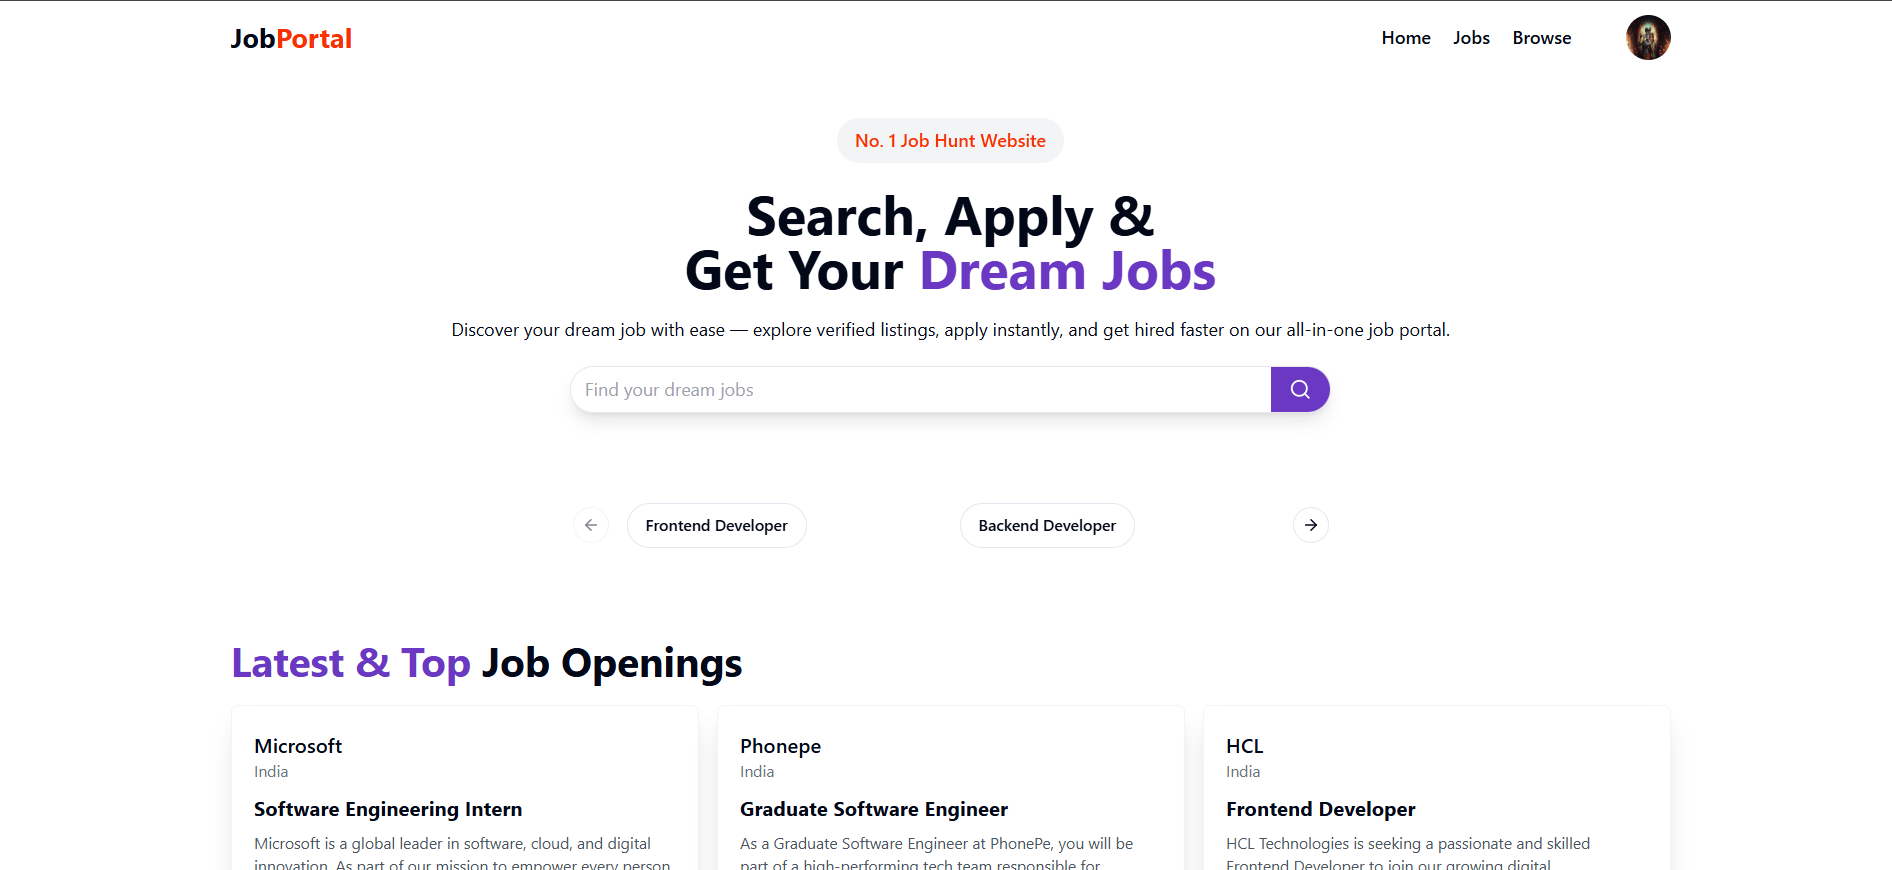 JobPortal
Home
Jobs
Browse
No. 1 Job Hunt Website
Search, Apply &
Get Your Dream Jobs
Discover your dream job with ease — explore verified listings, apply instantly, and get hired faster on our all-in-one job portal.
Find your dream jobs
Frontend Developer
Backend Developer
Latest & Top Job Openings
Microsoft
India
Software Engineering Intern
Microsoft is a global leader in software, cloud, and digital
innovation. As part of our mission to empower every person
Phonepe
India
Graduate Software Engineer
As a Graduate Software Engineer at PhonePe, you will be
part of a high-performing tech team responsible for
HCL
India
Frontend Developer
HCL Technologies is seeking a passionate and skilled
Frontend Developer to join our growing digital